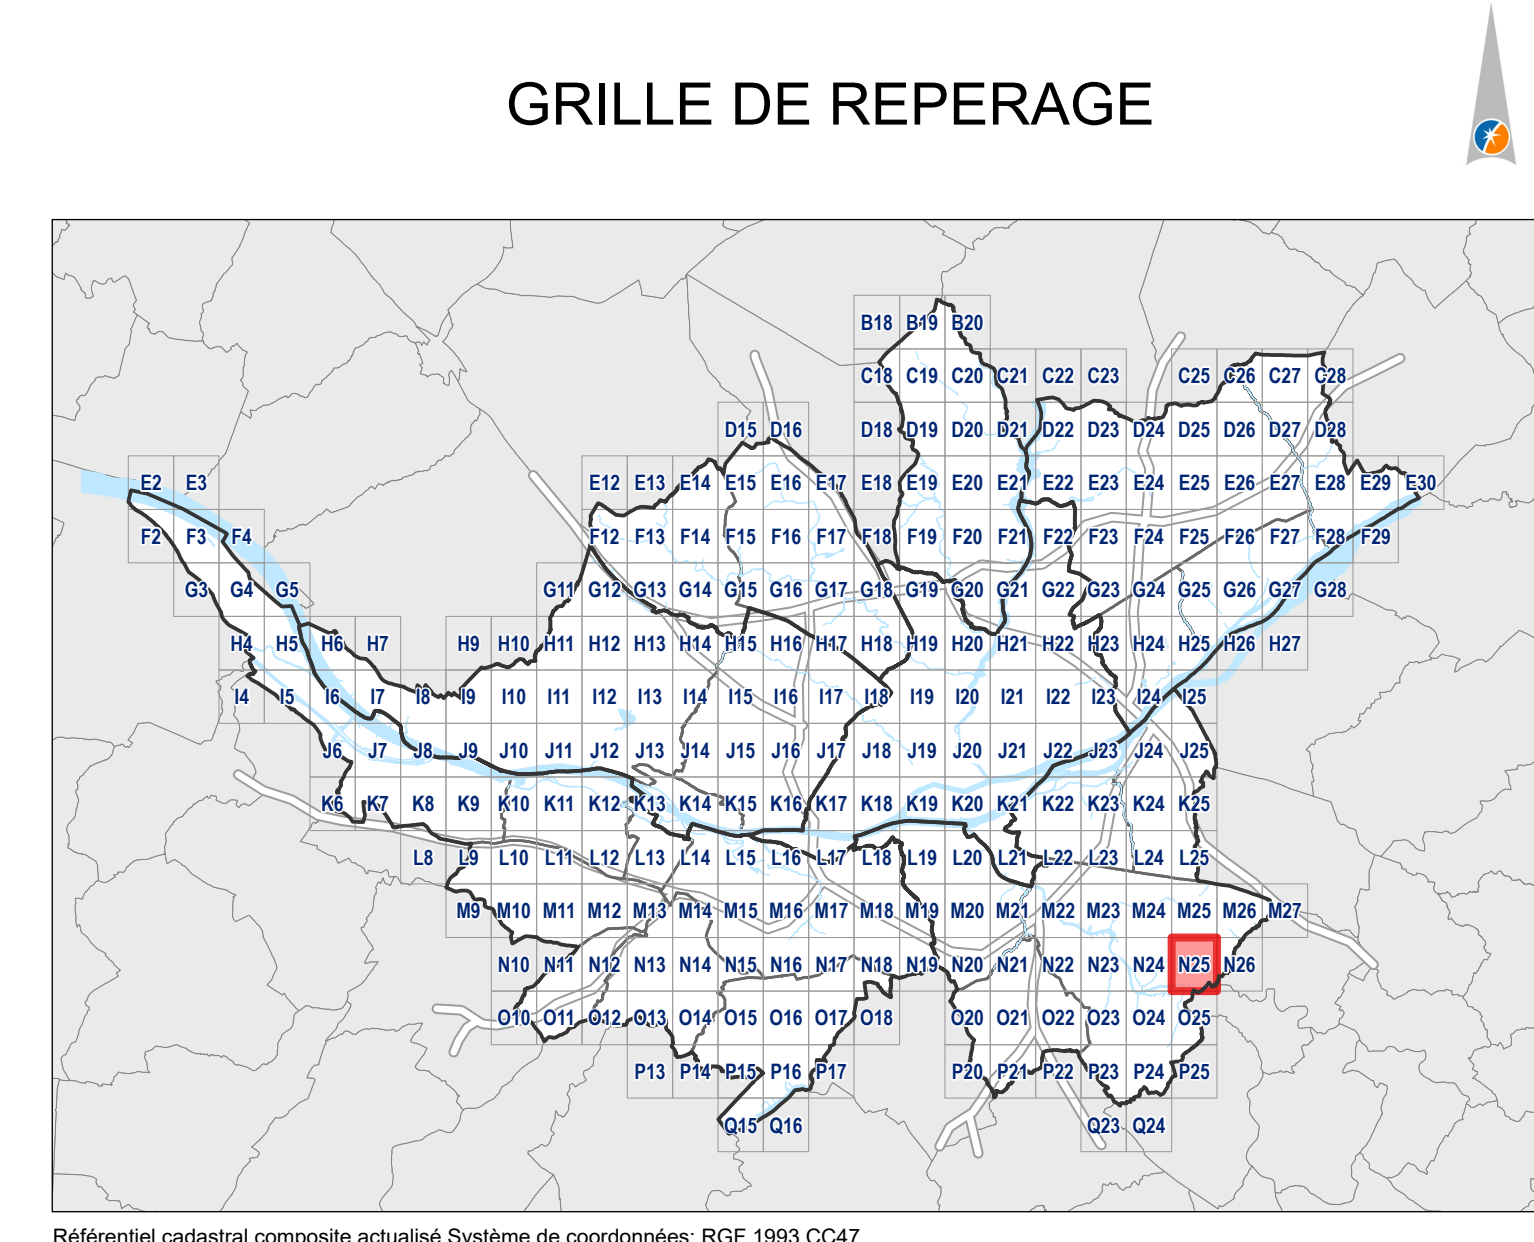 GRILLE DE REPERAGE
B18 B19 B20
C18 C19 C20 C21 C22 C23 C25 C26 C27 C28
D15 D16 D18 D19 D20 D21 D22 D23 D24 D25 D26 D27 D28
E2 E3 E12 E13 E14 E15 E16 E17 E18 E19 E20 E21 E22 E23 E24 E25 E26 E27 E28 E29 E30
F2 F3 F4 F12 F13 F14 F15 F16 F17 F18 F19 F20 F21 F22 F23 F24 F25 F26 F27 F28 F29
G3 G4 G5 G11 G12 G13 G14 G15 G16 G17 G18 G19 G20 G21 G22 G23 G24 G25 G26 G27 G28
H4 H5 H6 H7 H9 H10 H11 H12 H13 H14 H15 H16 H17 H18 H19 H20 H21 H22 H23 H24 H25 H26 H27
I4 I5 I6 I7 I8 I9 I10 I11 I12 I13 I14 I15 I16 I17 I18 I19 I20 I21 I22 I23 I24 I25
J6 J7 J8 J9 J10 J11 J12 J13 J14 J15 J16 J17 J18 J19 J20 J21 J22 J23 J24 J25
K6 K7 K8 K9 K10 K11 K12 K13 K14 K15 K16 K17 K18 K19 K20 K21 K22 K23 K24 K25
L8 L9 L10 L11 L12 L13 L14 L15 L16 L17 L18 L19 L20 L21 L22 L23 L24 L25
M9 M10 M11 M12 M13 M14 M15 M16 M17 M18 M19 M20 M21 M22 M23 M24 M25 M26 M27
N10 N11 N12 N13 N14 N15 N16 N17 N18 N19 N20 N21 N22 N23 N24 N25 N26
O10 O11 O12 O13 O14 O15 O16 O17 O18 O20 O21 O22 O23 O24 O25
P13 P14 P15 P16 P17 P20 P21 P22 P23 P24 P25
Q15 Q16 Q23 Q24
Référentiel cadastral composite actualisé Système de coordonnées: RGF 1993 CC47